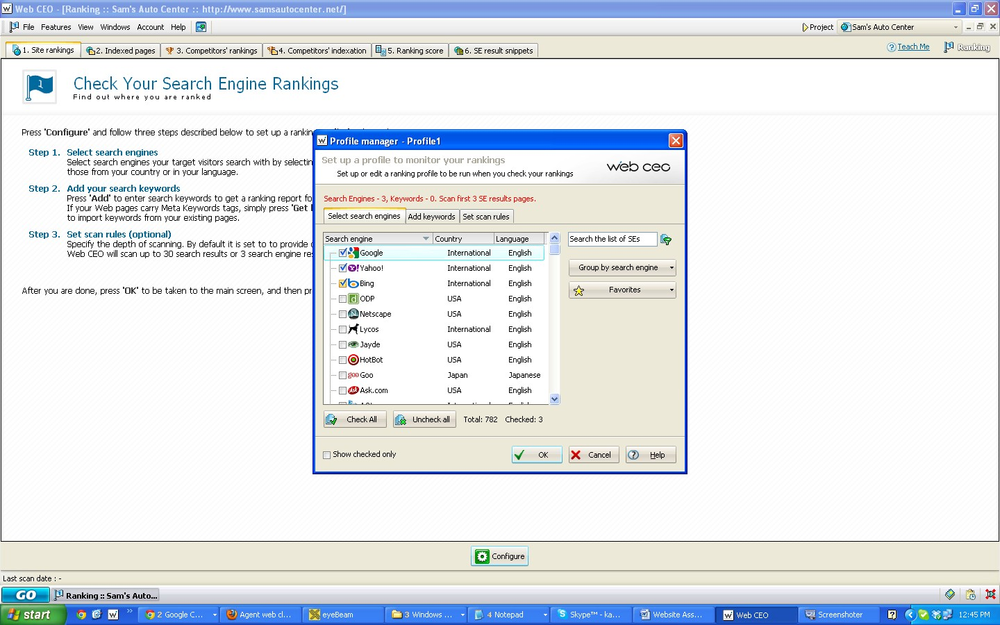 Web CEO - [Ranking :: Sam's Auto Center :: http://www.samsautocenter.net/]
File Features View Windows Account Help
Project Sam's Auto Center
1. Site rankings 2. Indexed pages 3. Competitors' rankings 4. Competitors' indexation 5. Ranking score 6. SE result snippets
Teach Me Ranking
Check Your Search Engine Rankings
Find out where you are ranked
Press 'Configure' and follow three steps described below to set up a rankin
Step 1. Select search engines
Select search engines your target visitors search with by selectin
those from your country or in your language.
Step 2. Add your search keywords
Press 'Add' to enter search keywords to get a ranking report fo
If your Web pages carry Meta Keywords tags, simply press 'Get
to import keywords from your existing pages.
Step 3. Set scan rules (optional)
Specify the depth of scanning. By default it is set to to provide
Web CEO will scan up to 30 search results or 3 search engine res
After you are done, press 'OK' to be taken to the main screen, and then pr
Profile manager - Profile1
Set up a profile to monitor your rankings
Set up or edit a ranking profile to be run when you check your rankings
web ceo
Search Engines - 3, Keywords - 0. Scan first 3 SE results pages.
Select search engines Add keywords Set scan rules
Search engine Country Language
Google International English
Yahoo! International English
Bing International English
ODP USA English
Netscape USA English
Lycos International English
Jayde USA English
HotBot USA English
goo Goo Japan Japanese
Ask Ask.com USA English
Search the list of SEs
Group by search engine
Favorites
Check All Uncheck all Total: 782 Checked: 3
Show checked only OK Cancel Help
Configure
Last scan date : -
GO Ranking :: Sam's Auto...
start 2 Google C... Agent web cl... eyeBeam 3 Windows ... 4 Notepad Skype™ - ka... Website Ass... Web CEO Screenshoter 12:45 PM